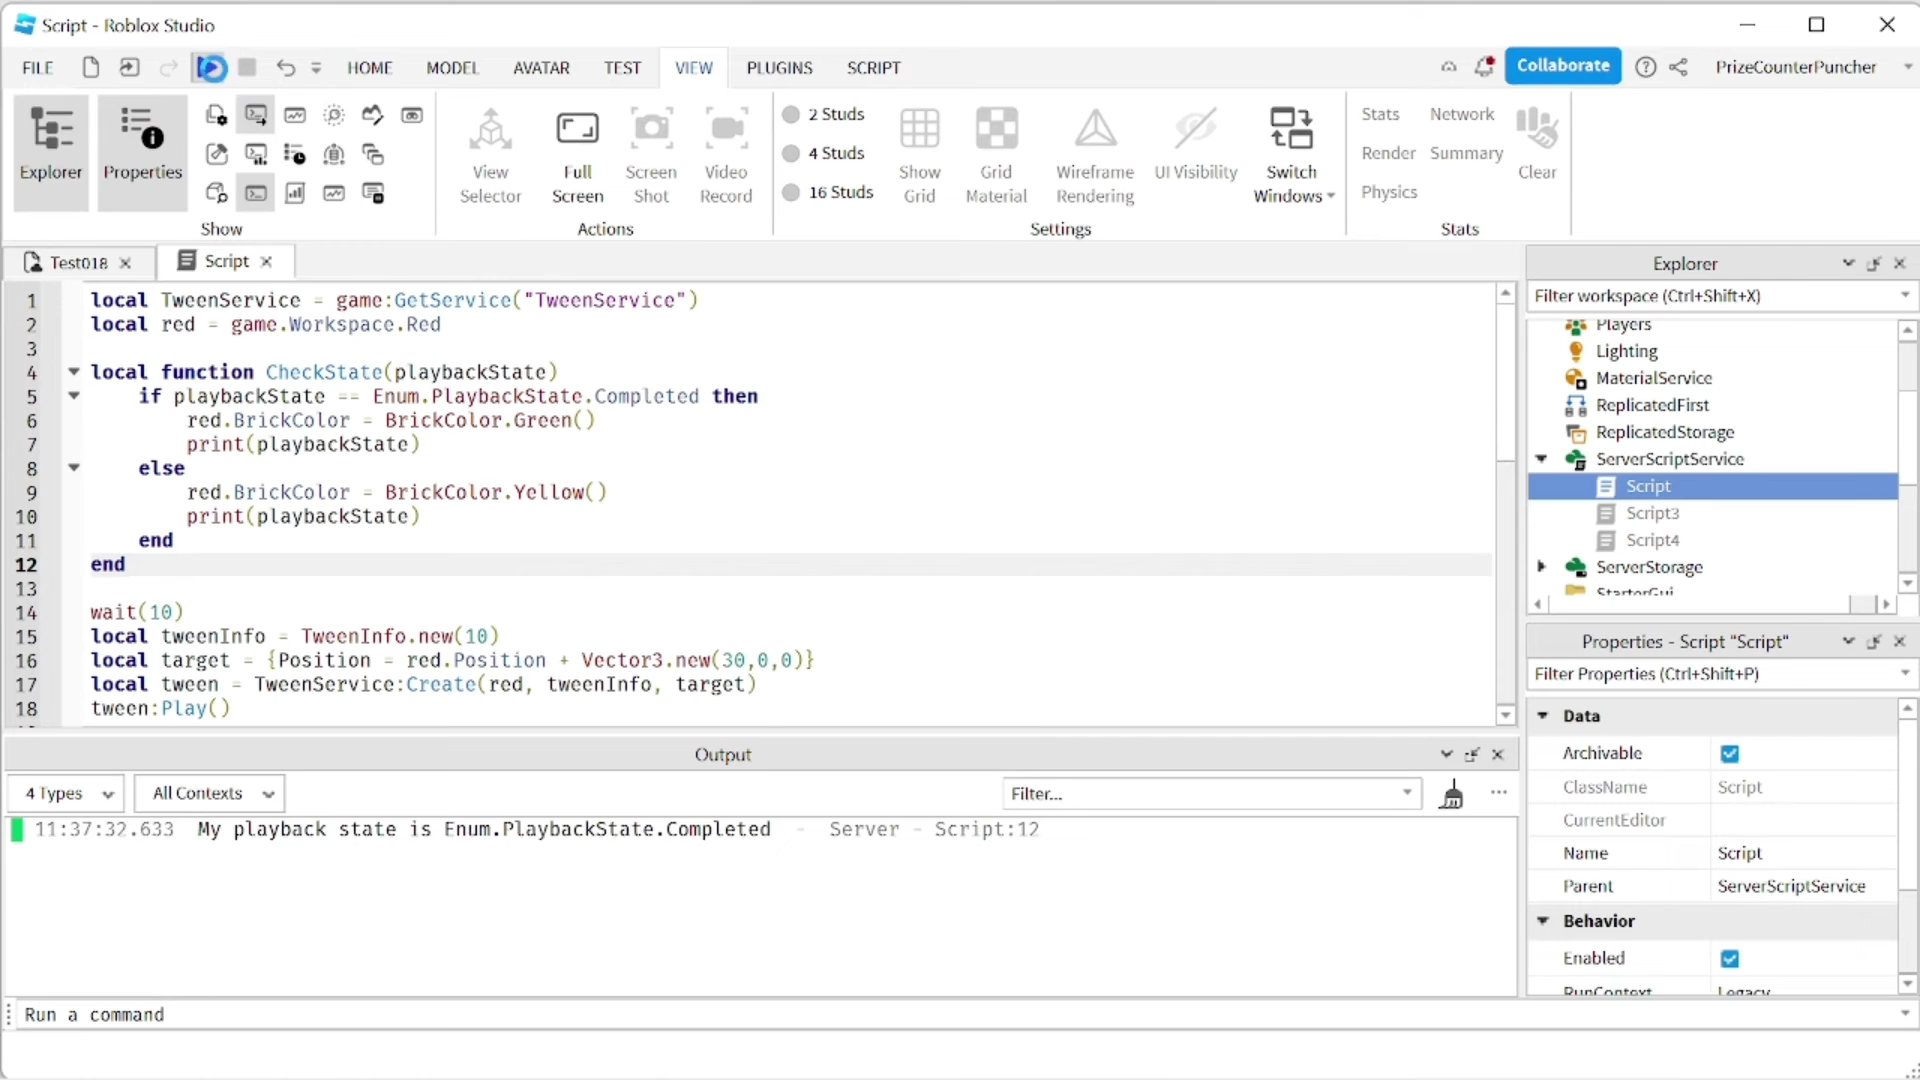 Script - Roblox Studio
FILE HOME MODEL AVATAR TEST VIEW PLUGINS SCRIPT Collaborate PrizeCounterPuncher
Explorer
Properties
Show
View
Selector
Full
Screen
Screen
Shot
Video
Record
Actions
2 Studs
4 Studs
16 Studs
Show
Grid
Grid
Material
Wireframe
Rendering
UI Visibility
Switch
Windows
Settings
Stats Network
Render Summary
Physics
Clear
Stats
Test018
Script
1 local TweenService = game:GetService("TweenService")
2 local red = game.Workspace.Red
3
4 local function CheckState(playbackState)
5 if playbackState == Enum.PlaybackState.Completed then
6 red.BrickColor = BrickColor.Green()
7 print(playbackState)
8 else
9 red.BrickColor = BrickColor.Yellow()
10 print(playbackState)
11 end
12 end
13
14 wait(10)
15 local tweenInfo = TweenInfo.new(10)
16 local target = {Position = red.Position + Vector3.new(30,0,0)}
17 local tween = TweenService:Create(red, tweenInfo, target)
18 tween:Play()
Output
4 Types All Contexts Filter...
11:37:32.633 My playback state is Enum.PlaybackState.Completed - Server - Script:12
Run a command
Explorer
Filter workspace (Ctrl+Shift+X)
Players
Lighting
MaterialService
ReplicatedFirst
ReplicatedStorage
ServerScriptService
Script
Script3
Script4
ServerStorage
StarterGui
Properties - Script "Script"
Filter Properties (Ctrl+Shift+P)
Data
Archivable
ClassName Script
CurrentEditor
Name Script
Parent ServerScriptService
Behavior
Enabled
RunContext Legacy